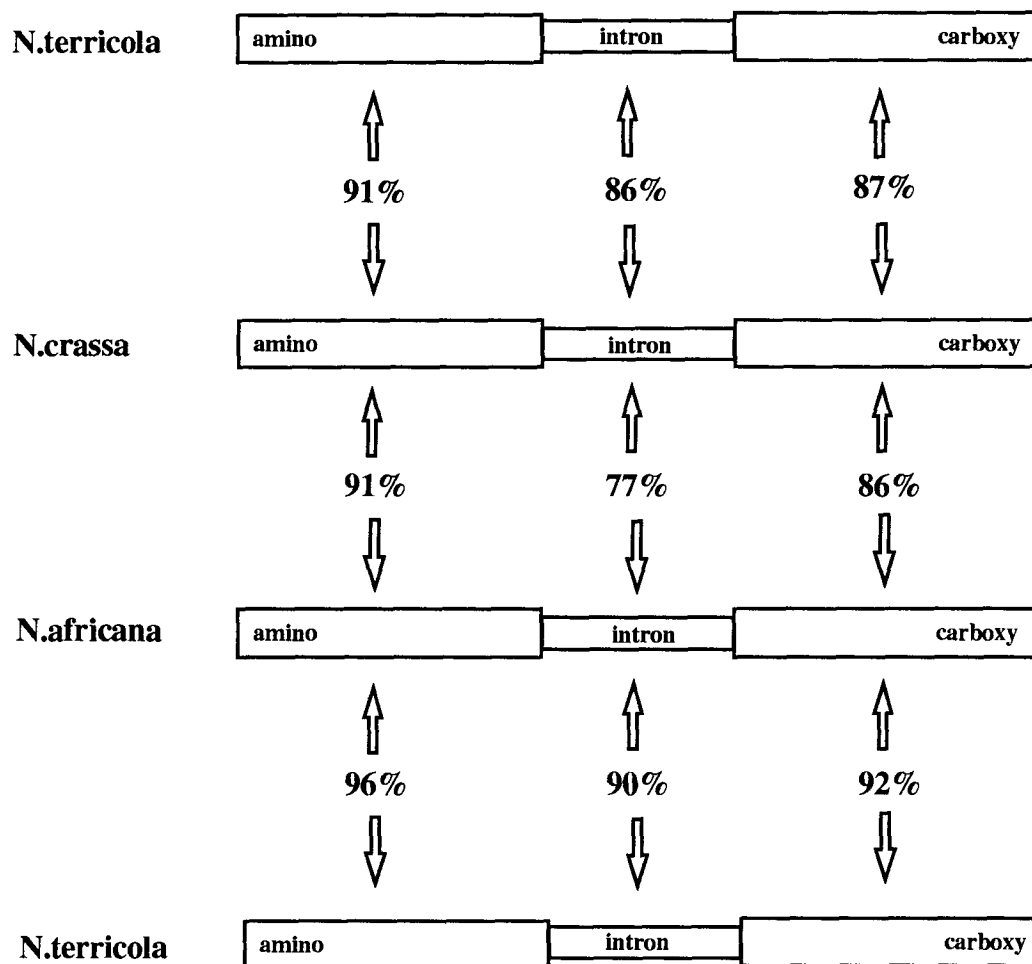 N.terricola amino intron carboxy
91% 86% 87%
N.crassa amino intron carboxy
91% 77% 86%
N.africana amino intron carboxy
96% 90% 92%
N.terricola amino intron carboxy